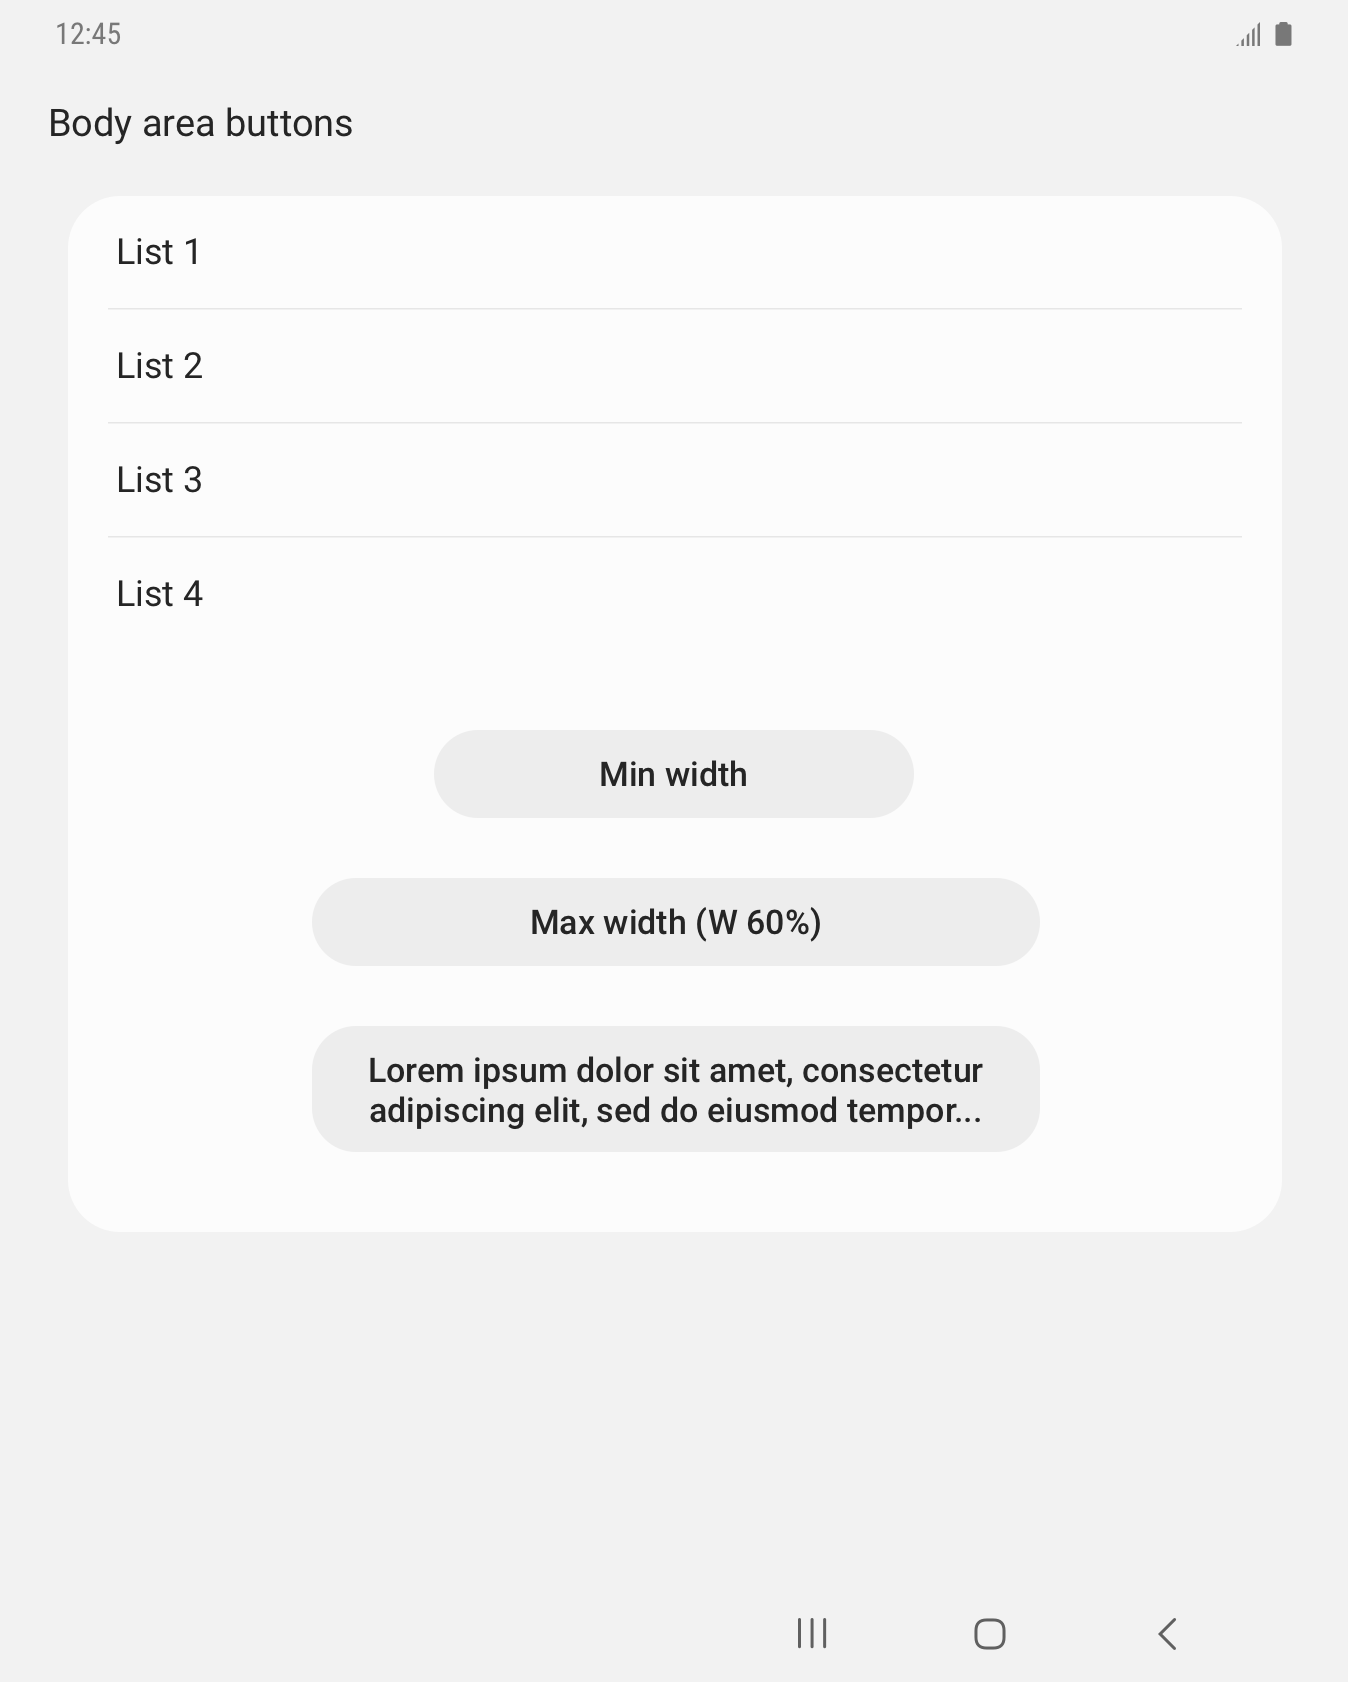 12:45
Body area buttons
List 1
List 2
List 3
List 4
Min width
Max width (W 60%)
Lorem ipsum dolor sit amet, consectetur
adipiscing elit, sed do eiusmod tempor...